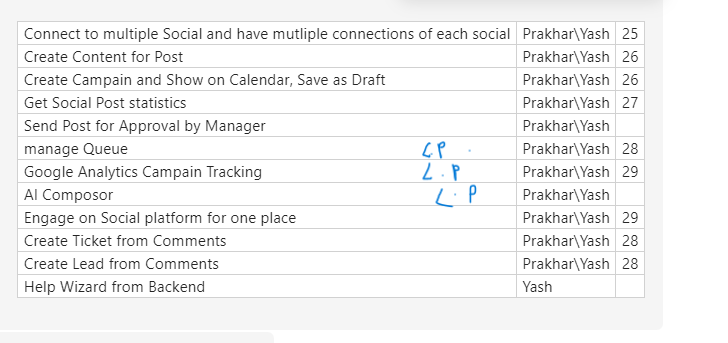 Connect to multiple Social and have mutliple connections of each social Prakhar\Yash 25
Create Content for Post Prakhar\Yash 26
Create Campain and Show on Calendar, Save as Draft Prakhar\Yash 26
Get Social Post statistics Prakhar\Yash 27
Send Post for Approval by Manager Prakhar\Yash
manage Queue L.P Prakhar\Yash 28
Google Analytics Campain Tracking L.P Prakhar\Yash 29
AI Composor L.P Prakhar\Yash
Engage on Social platform for one place Prakhar\Yash 29
Create Ticket from Comments Prakhar\Yash 28
Create Lead from Comments Prakhar\Yash 28
Help Wizard from Backend Yash